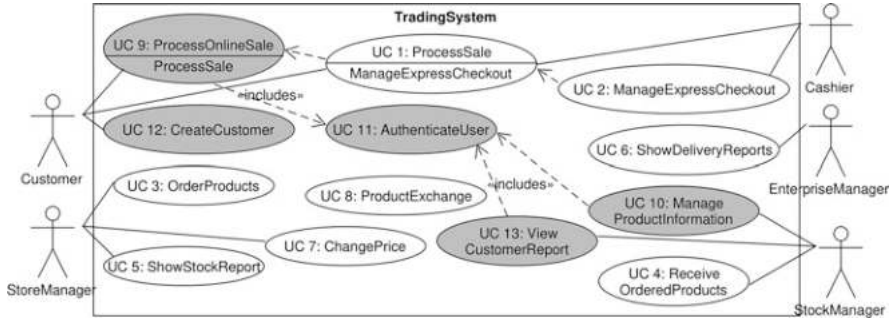 TradingSystem
UC 9: ProcessOnlineSale
ProcessSale
UC 1: ProcessSale
ManageExpressCheckout
UC 2: ManageExpressCheckout
Cashier
«includes»
UC 12: CreateCustomer
UC 11: AuthenticateUser
Customer
UC 6: ShowDeliveryReports
EnterpriseManager
UC 3: OrderProducts
UC 8: ProductExchange
«includes»
UC 10: Manage
ProductInformation
UC 13: View
CustomerReport
UC 7: ChangePrice
UC 5: ShowStockReport
StoreManager
UC 4: Receive
OrderedProducts
StockManager